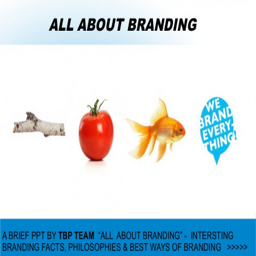 ALL ABOUT BRANDING
WE
BRAND
EVERY
THING!
A BRIEF PPT BY TBP TEAM "ALL ABOUT BRANDING" - INTERSTING
BRANDING FACTS, PHILOSOPHIES & BEST WAYS OF BRANDING >>>>>